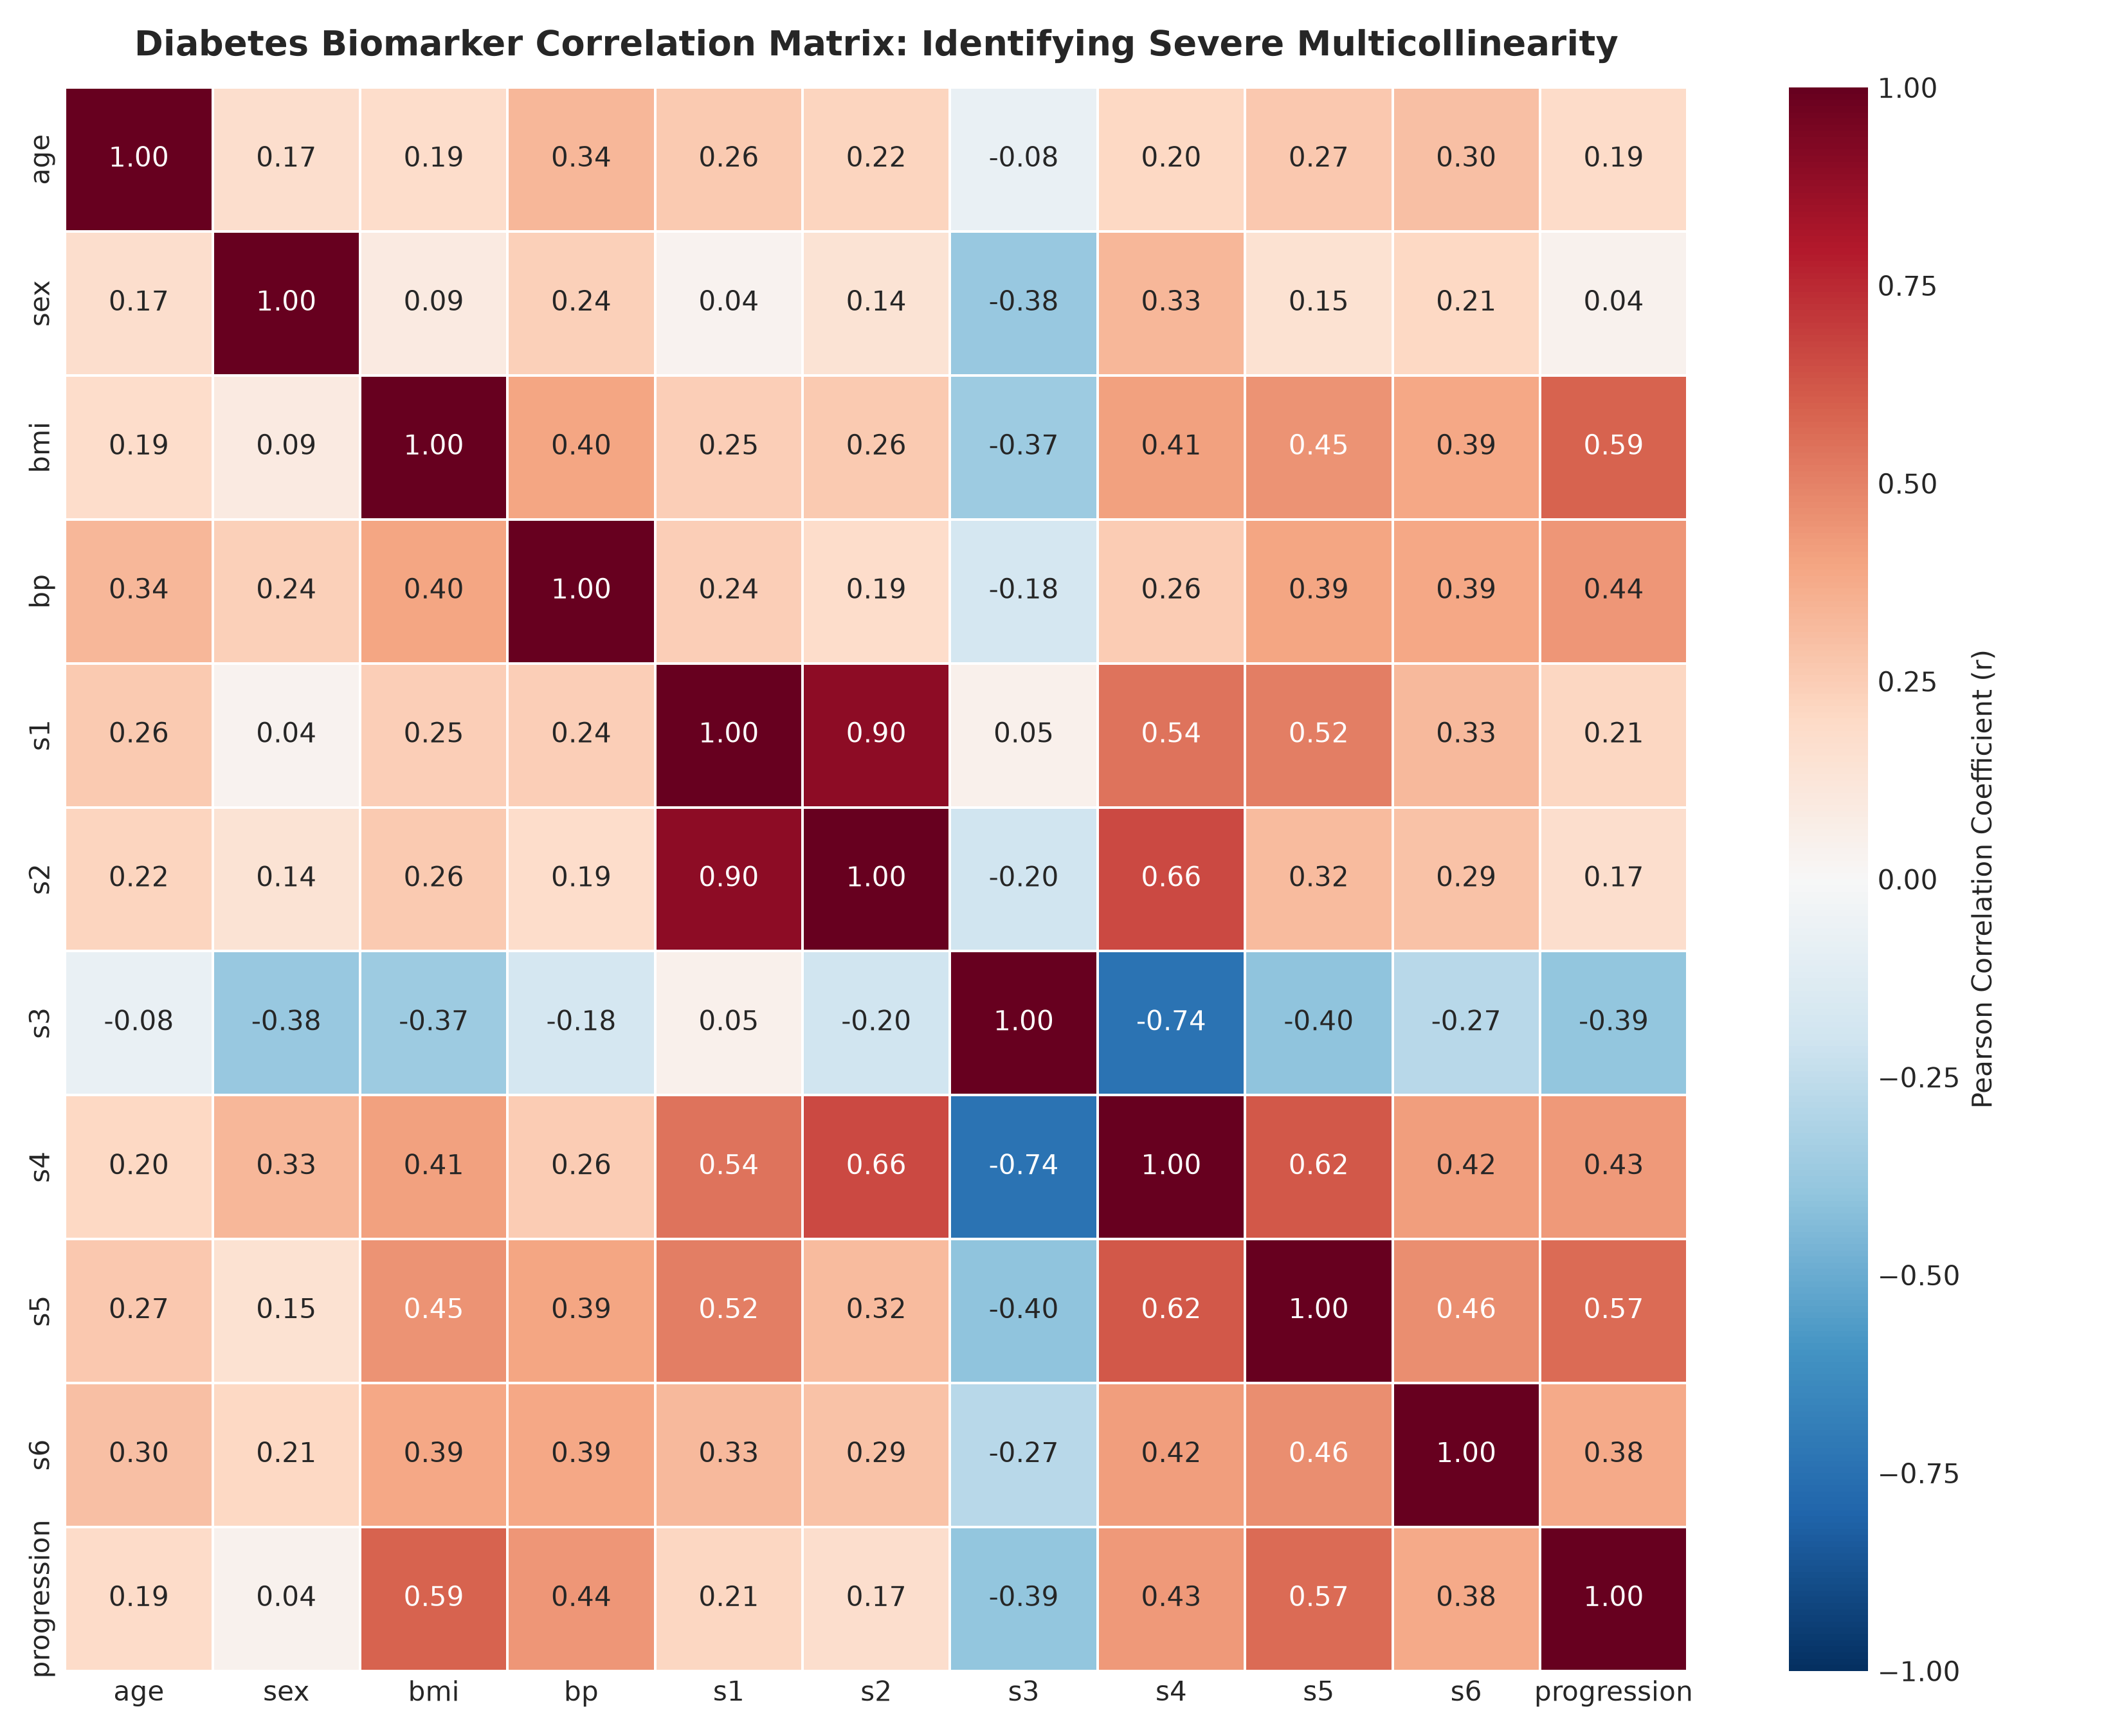 Diabetes Biomarker Correlation Matrix: Identifying Severe Multicollinearity
age 1.00 0.17 0.19 0.34 0.26 0.22 -0.08 0.20 0.27 0.30 0.19
sex 0.17 1.00 0.09 0.24 0.04 0.14 -0.38 0.33 0.15 0.21 0.04
bmi 0.19 0.09 1.00 0.40 0.25 0.26 -0.37 0.41 0.45 0.39 0.59
bp 0.34 0.24 0.40 1.00 0.24 0.19 -0.18 0.26 0.39 0.39 0.44
s1 0.26 0.04 0.25 0.24 1.00 0.90 0.05 0.54 0.52 0.33 0.21
s2 0.22 0.14 0.26 0.19 0.90 1.00 -0.20 0.66 0.32 0.29 0.17
s3 -0.08 -0.38 -0.37 -0.18 0.05 -0.20 1.00 -0.74 -0.40 -0.27 -0.39
s4 0.20 0.33 0.41 0.26 0.54 0.66 -0.74 1.00 0.62 0.42 0.43
s5 0.27 0.15 0.45 0.39 0.52 0.32 -0.40 0.62 1.00 0.46 0.57
s6 0.30 0.21 0.39 0.39 0.33 0.29 -0.27 0.42 0.46 1.00 0.38
progression 0.19 0.04 0.59 0.44 0.21 0.17 -0.39 0.43 0.57 0.38 1.00
age sex bmi bp s1 s2 s3 s4 s5 s6 progression
1.00
0.75
0.50
0.25
0.00
−0.25
−0.50
−0.75
−1.00
Pearson Correlation Coefficient (r)